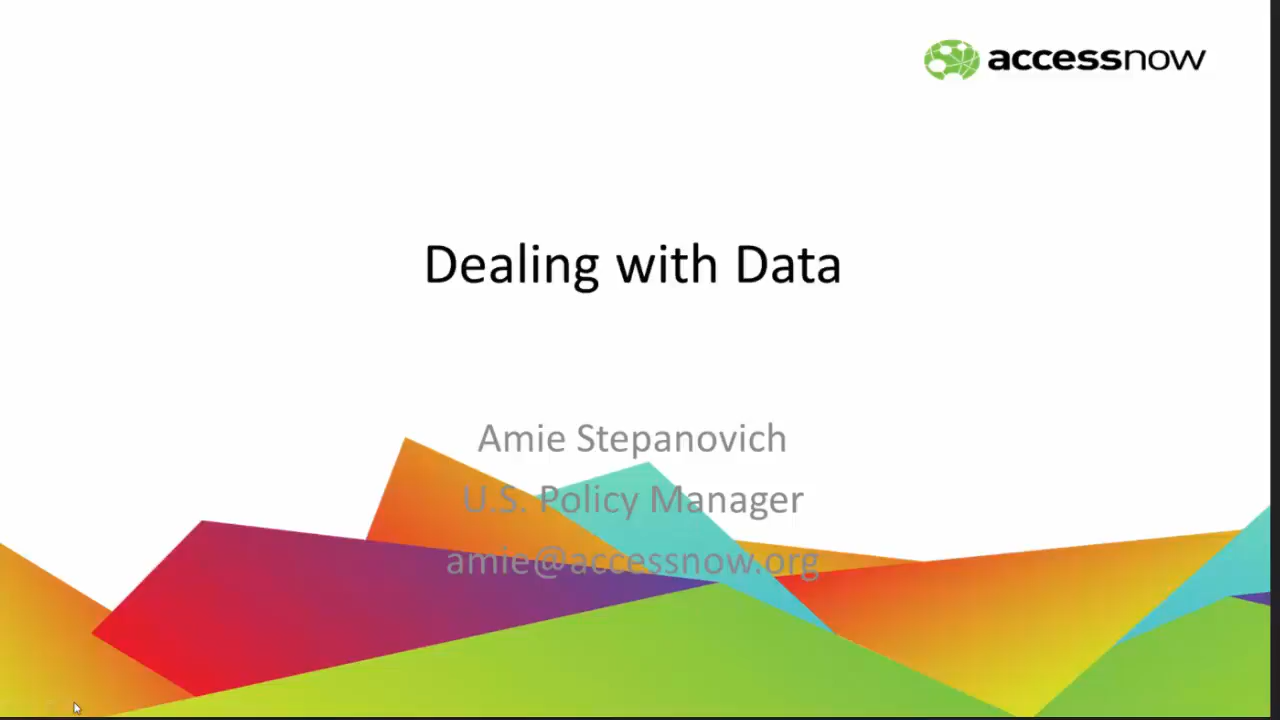 accessnow
Dealing with Data
Amie Stepanovich
U.S. Policy Manager
amie@accessnow.org